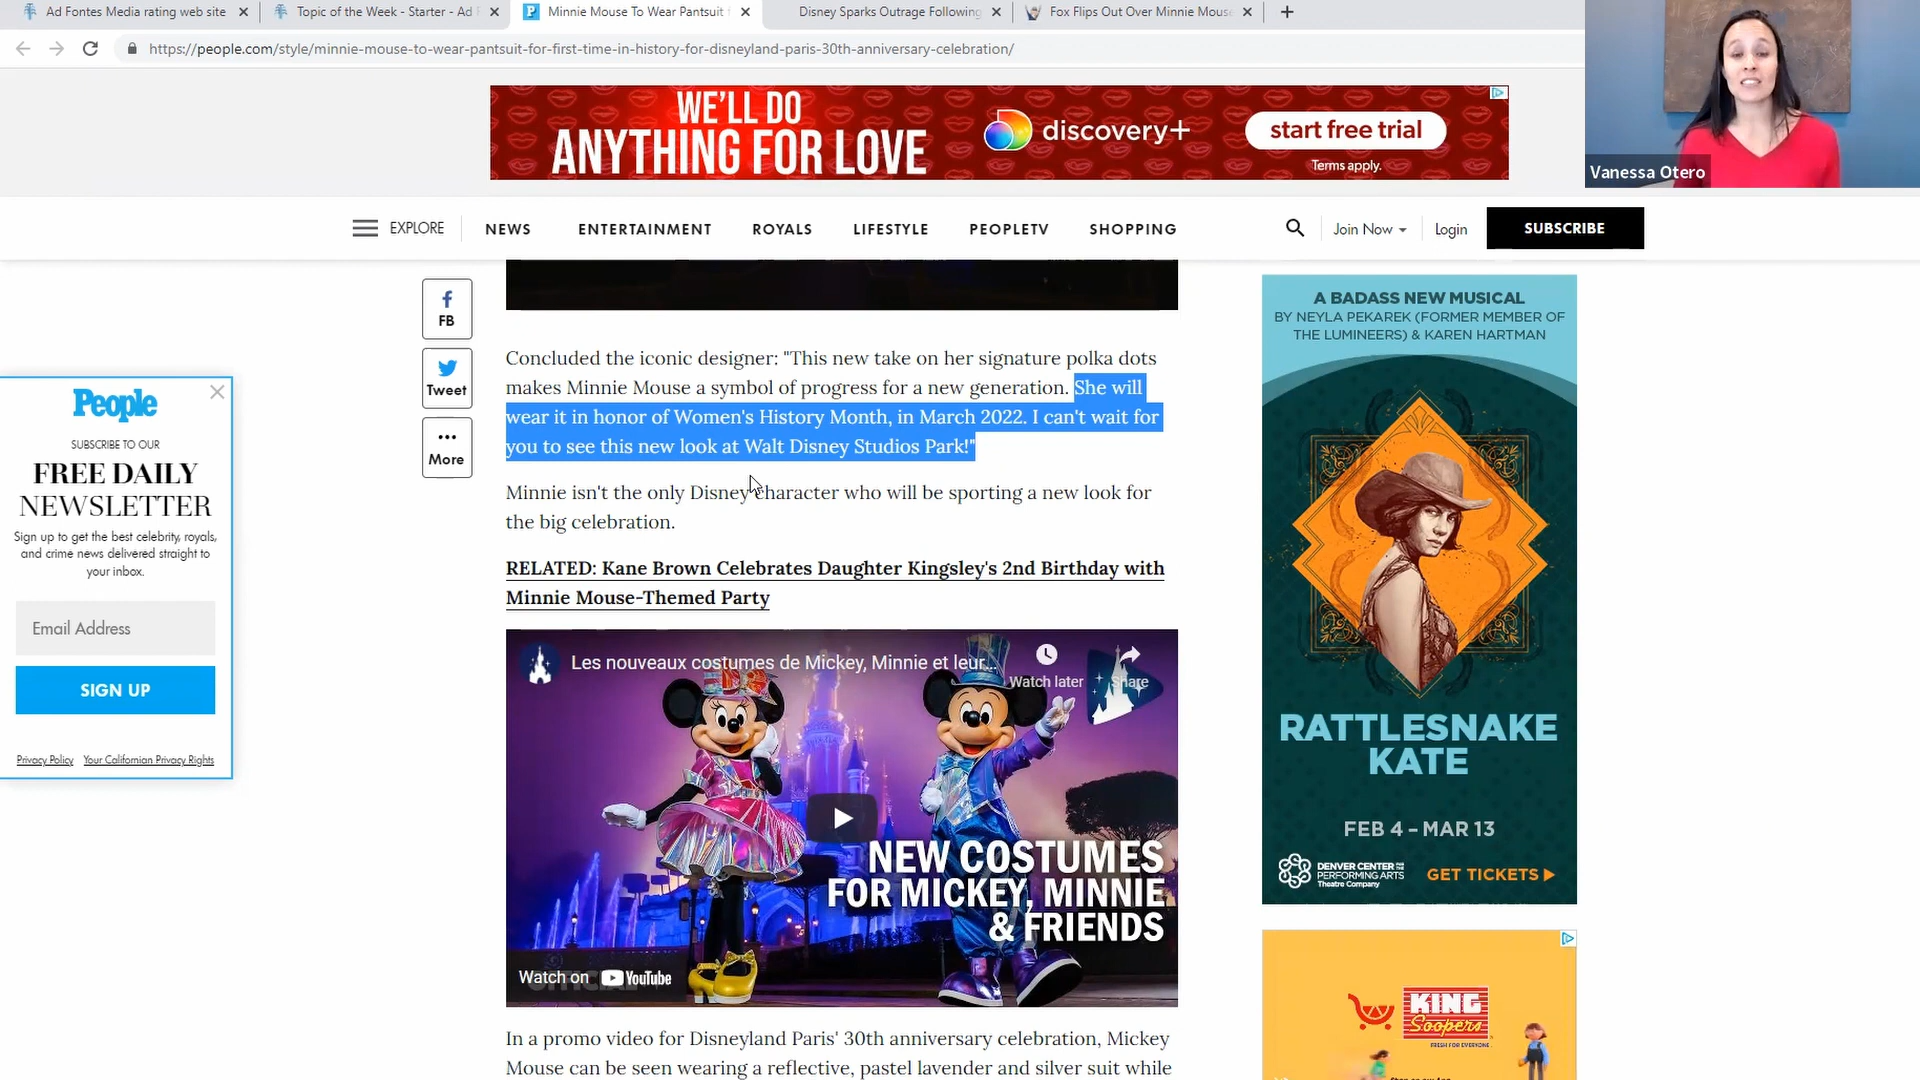 Ad Fontes Media rating web site
Topic of the Week - Starter - Ad F
Minnie Mouse To Wear Pantsuit f
Disney Sparks Outrage Following
Fox Flips Out Over Minnie Mouse
https://people.com/style/minnie-mouse-to-wear-pantsuit-for-first-time-in-history-for-disneyland-paris-30th-anniversary-celebration/
WE'LL DO
ANYTHING FOR LOVE
discovery+
start free trial
Terms apply.
Vanessa Otero
EXPLORE
NEWS
ENTERTAINMENT
ROYALS
LIFESTYLE
PEOPLETV
SHOPPING
Join Now
Login
SUBSCRIBE
FB
Tweet
More
Concluded the iconic designer: "This new take on her signature polka dots
makes Minnie Mouse a symbol of progress for a new generation. She will
wear it in honor of Women's History Month, in March 2022. I can't wait for
you to see this new look at Walt Disney Studios Park!"
Minnie isn't the only Disney character who will be sporting a new look for
the big celebration.
RELATED: Kane Brown Celebrates Daughter Kingsley's 2nd Birthday with
Minnie Mouse-Themed Party
Les nouveaux costumes de Mickey, Minnie et leur...
Watch later
Share
NEW COSTUMES
FOR MICKEY, MINNIE
& FRIENDS
Watch on YouTube
In a promo video for Disneyland Paris' 30th anniversary celebration, Mickey
Mouse can be seen wearing a reflective, pastel lavender and silver suit while
People
SUBSCRIBE TO OUR
FREE DAILY
NEWSLETTER
Sign up to get the best celebrity, royals,
and crime news delivered straight to
your inbox.
Email Address
SIGN UP
Privacy Policy
Your Californian Privacy Rights
A BADASS NEW MUSICAL
BY NEYLA PEKAREK (FORMER MEMBER OF
THE LUMINEERS) & KAREN HARTMAN
RATTLESNAKE
KATE
FEB 4 – MAR 13
DENVER CENTER FOR THE
PERFORMING ARTS
Theatre Company
GET TICKETS
KING
Soopers
FRESH FOR EVERYONE